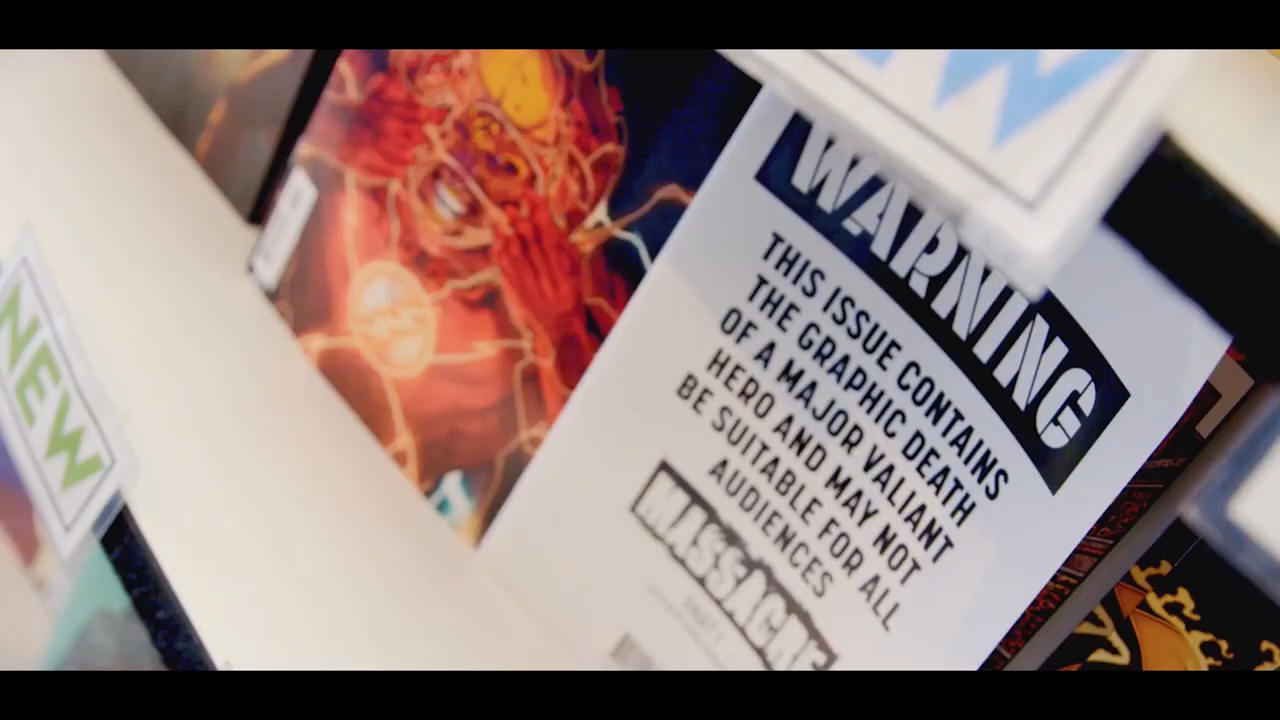 NEW
WARNING
THIS ISSUE CONTAINS
THE GRAPHIC DEATH
OF A MAJOR VALIANT
HERO AND MAY NOT
BE SUITABLE FOR ALL
AUDIENCES
MASSACRE